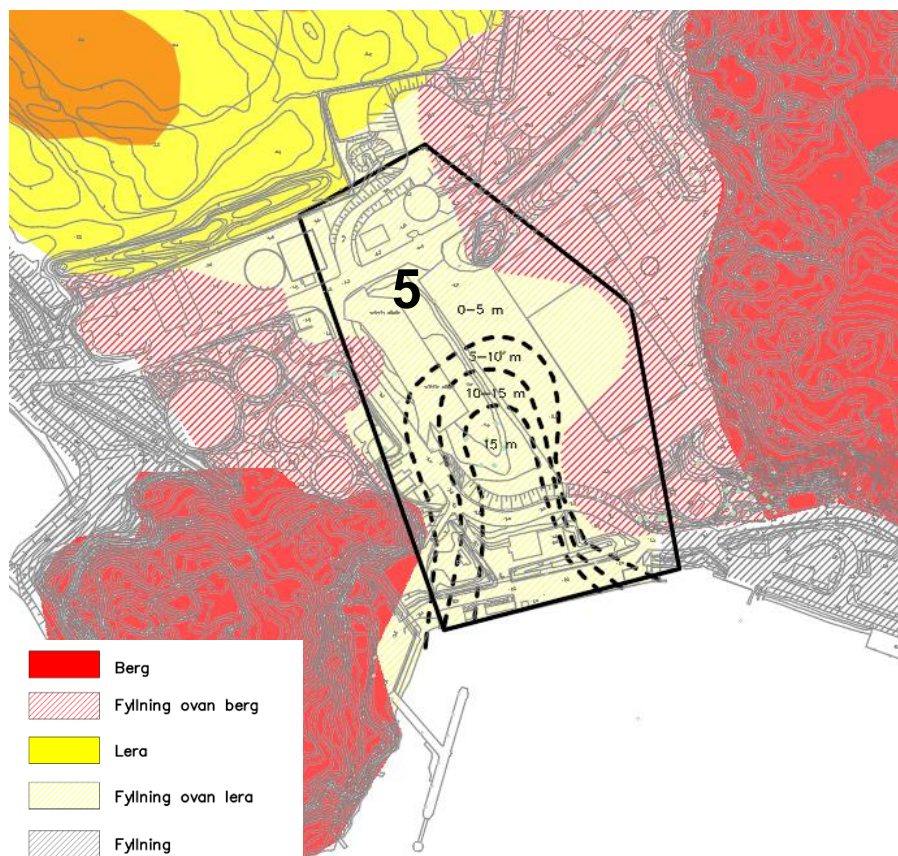 5
0-5 m
5-10 m
10-15 m
15 m
Berg
Fyllning ovan berg
Lera
Fyllning ovan lera
Fyllning